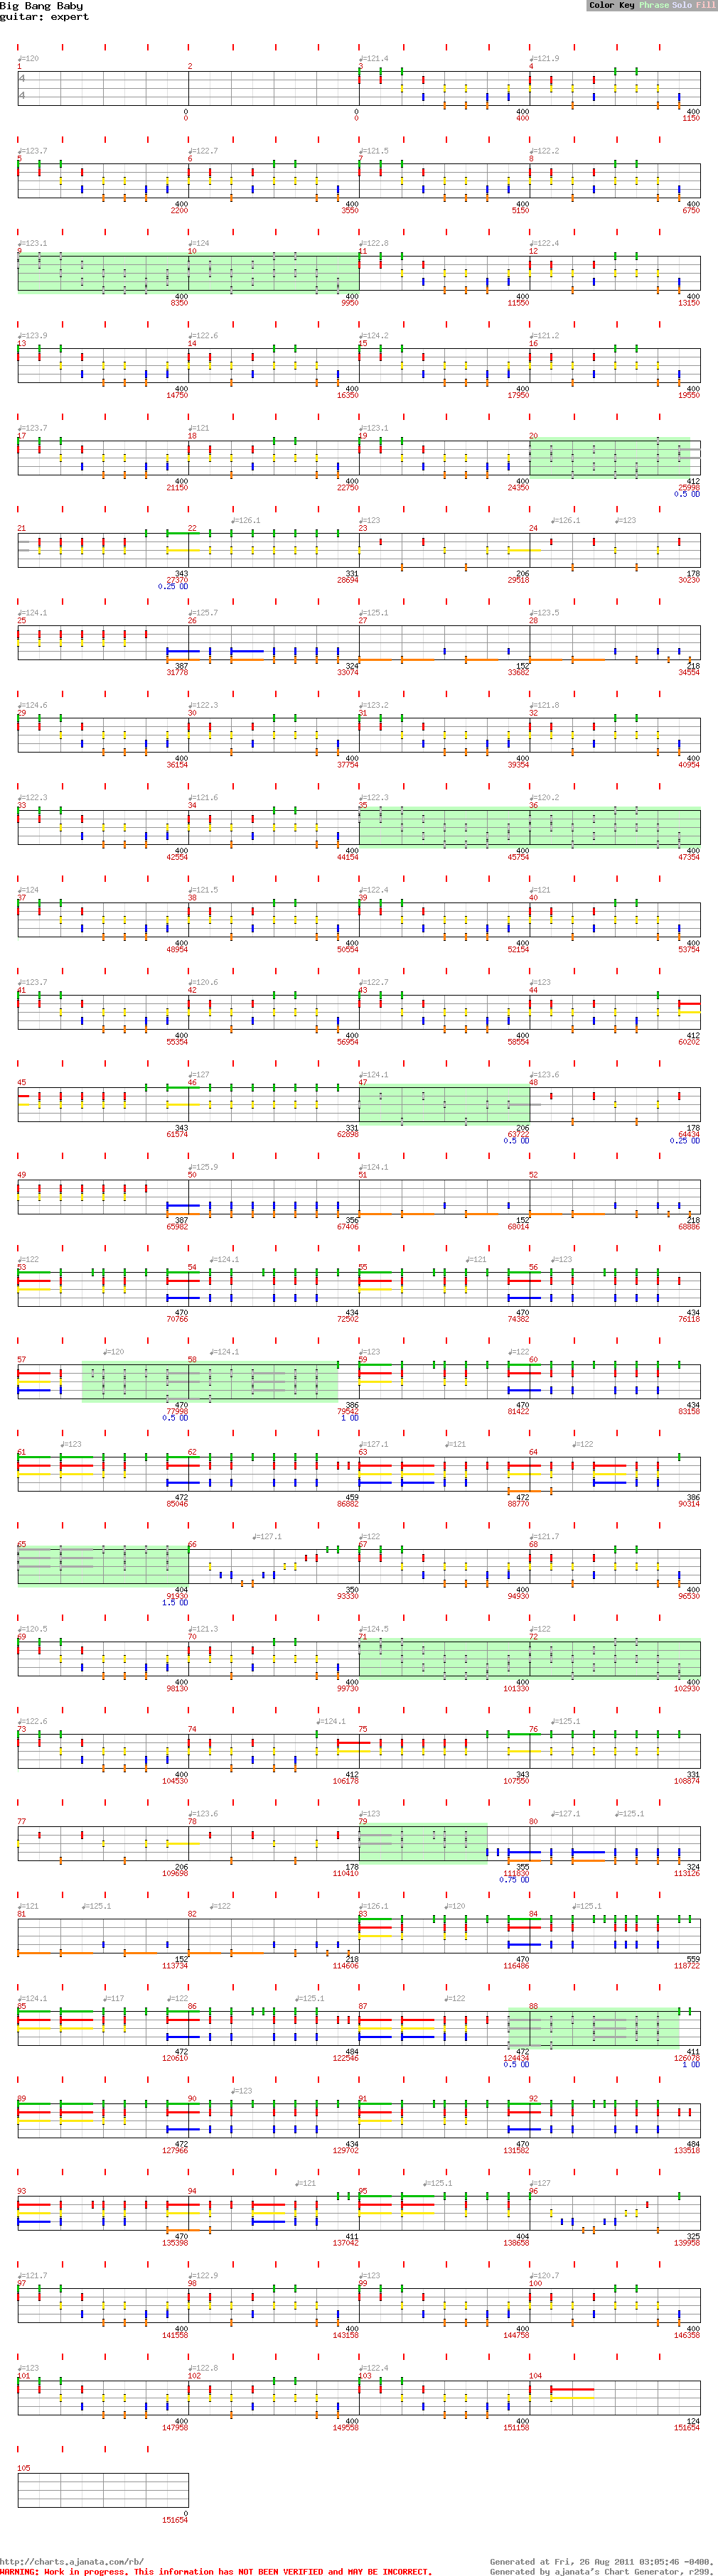 Big Bang Baby
guitar: expert
Color Key Phrase Solo Fill
♩=120 ♩=121.4 ♩=121.9
1 2 3 4
4
4
0 0 400 400
0 0 400 1150
♩=123.7 ♩=122.7 ♩=121.5 ♩=122.2
5 6 7 8
400 400 400 400
2200 3550 5150 6750
♩=123.1 ♩=124 ♩=122.8 ♩=122.4
9 10 11 12
400 400 400 400
8350 9950 11550 13150
♩=123.9 ♩=122.6 ♩=124.2 ♩=121.2
13 14 15 16
400 400 400 400
14750 16350 17950 19550
♩=123.7 ♩=121 ♩=123.1
17 18 19 20
400 400 400 412
21150 22750 24350 25998
0.5 OD
♩=126.1 ♩=123 ♩=126.1 ♩=123
21 22 23 24
343 331 206 178
27370 28694 29518 30230
0.25 OD
♩=124.1 ♩=125.7 ♩=125.1 ♩=123.5
25 26 27 28
387 324 152 218
31778 33074 33682 34554
♩=124.6 ♩=122.3 ♩=123.2 ♩=121.8
29 30 31 32
400 400 400 400
36154 37754 39354 40954
♩=122.3 ♩=121.6 ♩=122.3 ♩=120.2
33 34 35 36
400 400 400 400
42554 44154 45754 47354
♩=124 ♩=121.5 ♩=122.4 ♩=121
37 38 39 40
400 400 400 400
48954 50554 52154 53754
♩=123.7 ♩=120.6 ♩=122.7 ♩=123
41 42 43 44
400 400 400 412
55354 56954 58554 60202
♩=127 ♩=124.1 ♩=123.6
45 46 47 48
343 331 206 178
61574 62898 63722 64434
0.5 OD 0.25 OD
♩=125.9 ♩=124.1
49 50 51 52
387 356 152 218
65982 67406 68014 68886
♩=122 ♩=124.1 ♩=121 ♩=123
53 54 55 56
470 434 470 434
70766 72502 74382 76118
♩=120 ♩=124.1 ♩=123 ♩=122
57 58 59 60
470 386 470 434
77998 79542 81422 83158
0.5 OD 1 OD
♩=123 ♩=127.1 ♩=121 ♩=122
61 62 63 64
472 459 472 386
85046 86882 88770 90314
♩=127.1 ♩=122 ♩=121.7
65 66 67 68
404 350 400 400
91930 93330 94930 96530
1.5 OD
♩=120.5 ♩=121.3 ♩=124.5 ♩=122
69 70 71 72
400 400 400 400
98130 99730 101330 102930
♩=122.6 ♩=124.1 ♩=125.1
73 74 75 76
400 412 343 331
104530 106178 107550 108874
♩=123.6 ♩=123 ♩=127.1 ♩=125.1
77 78 79 80
206 178 355 324
109698 110410 111830 113126
0.75 OD
♩=121 ♩=125.1 ♩=122 ♩=126.1 ♩=120 ♩=125.1
81 82 83 84
152 218 470 559
113734 114606 116486 118722
♩=124.1 ♩=117 ♩=122 ♩=125.1 ♩=122
85 86 87 88
472 484 472 411
120610 122546 124434 126078
0.5 OD 1 OD
♩=123
89 90 91 92
472 434 470 484
127966 129702 131582 133518
♩=121 ♩=125.1 ♩=127
93 94 95 96
470 411 404 325
135398 137042 138658 139958
♩=121.7 ♩=122.9 ♩=123 ♩=120.7
97 98 99 100
400 400 400 400
141558 143158 144758 146358
♩=123 ♩=122.8 ♩=122.4
101 102 103 104
400 400 400 124
147958 149558 151158 151654
105
0
151654
http://charts.ajanata.com/rb/ Generated at Fri, 26 Aug 2011 03:05:46 -0400.
WARNING: Work in progress. This information has NOT BEEN VERIFIED and MAY BE INCORRECT. Generated by ajanata's Chart Generator, r299.